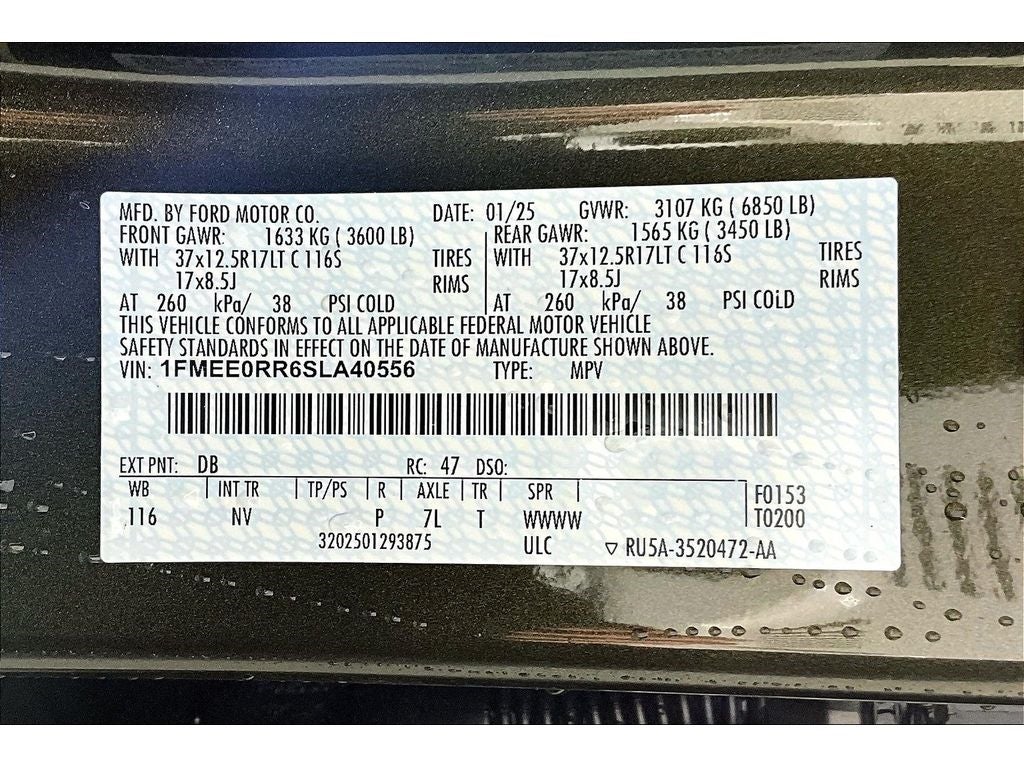 MFD. BY FORD MOTOR CO. DATE: 01/25 GVWR: 3107 KG ( 6850 LB)
FRONT GAWR: 1633 KG ( 3600 LB) REAR GAWR: 1565 KG ( 3450 LB)
WITH 37x12.5R17LT C 116S TIRES WITH 37x12.5R17LT C 116S TIRES
17x8.5J RIMS 17x8.5J RIMS
AT 260 kPa/ 38 PSI COLD AT 260 kPa/ 38 PSI COLD
THIS VEHICLE CONFORMS TO ALL APPLICABLE FEDERAL MOTOR VEHICLE
SAFETY STANDARDS IN EFFECT ON THE DATE OF MANUFACTURE SHOWN ABOVE.
VIN: 1FMEE0RR6SLA40556 TYPE: MPV
EXT PNT: DB RC: 47 DSO:
WB INT TR TP/PS R AXLE TR SPR F0153
116 NV P 7L T WWWW T0200
3202501293875 ULC ▽ RU5A-3520472-AA